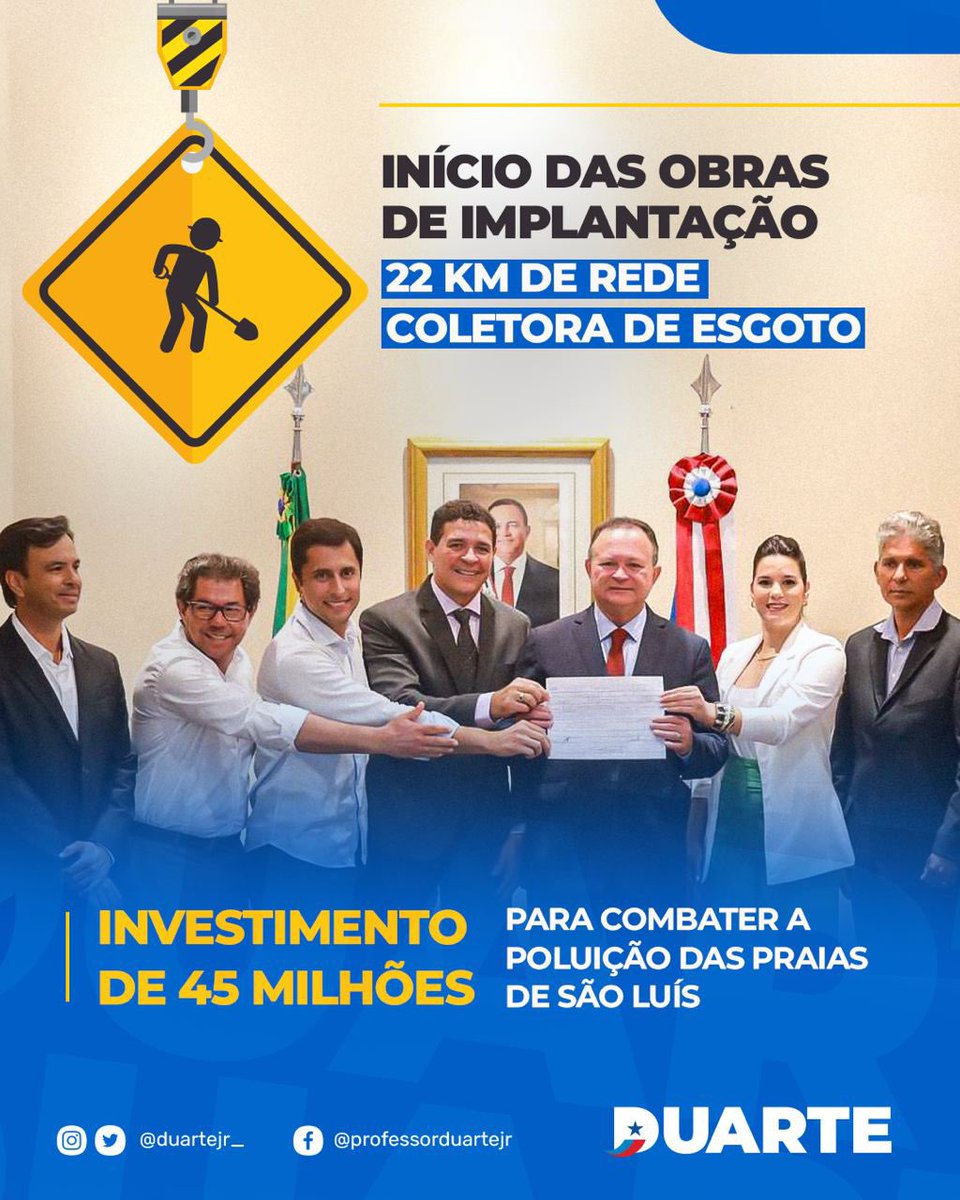 INÍCIO DAS OBRAS
DE IMPLANTAÇÃO
22 KM DE REDE
COLETORA DE ESGOTO
INVESTIMENTO
DE 45 MILHÕES
PARA COMBATER A
POLUIÇÃO DAS PRAIAS
DE SÃO LUÍS
@duartejr_
@professorduartejr
DUARTE